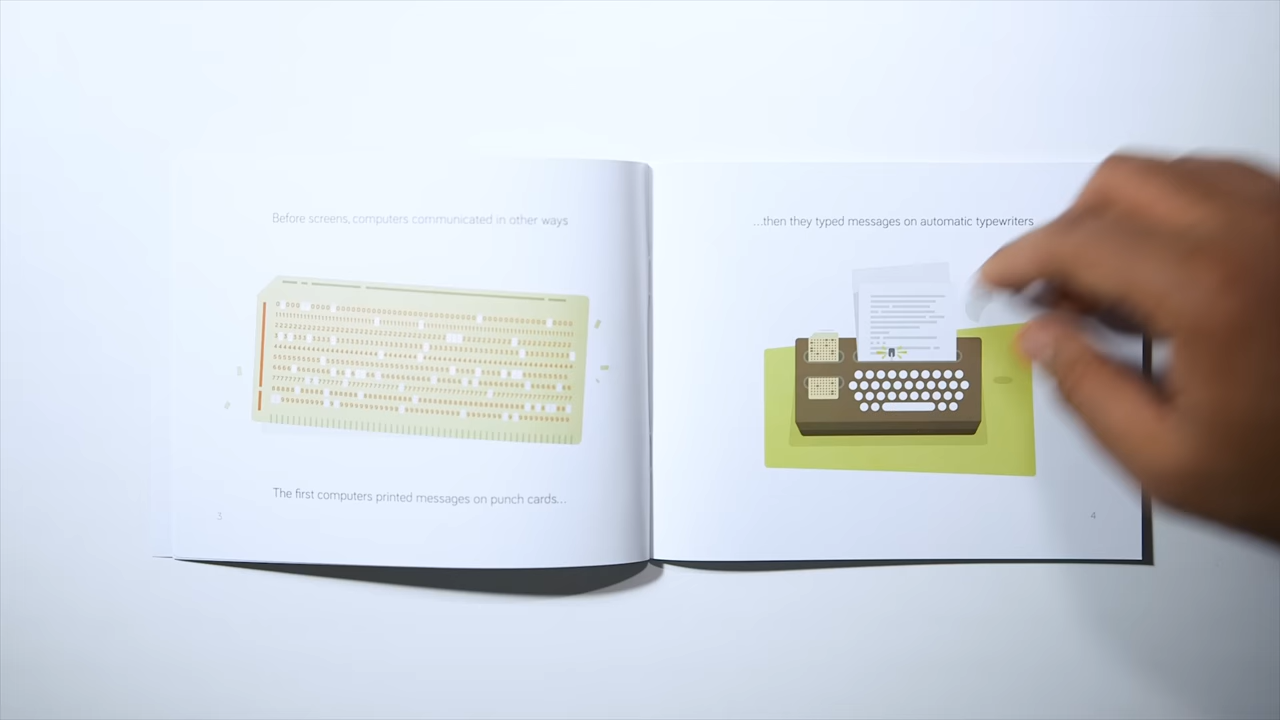 Before screens, computers communicated in other ways
The first computers printed messages on punch cards...
3
...then they typed messages on automatic typewriters
4